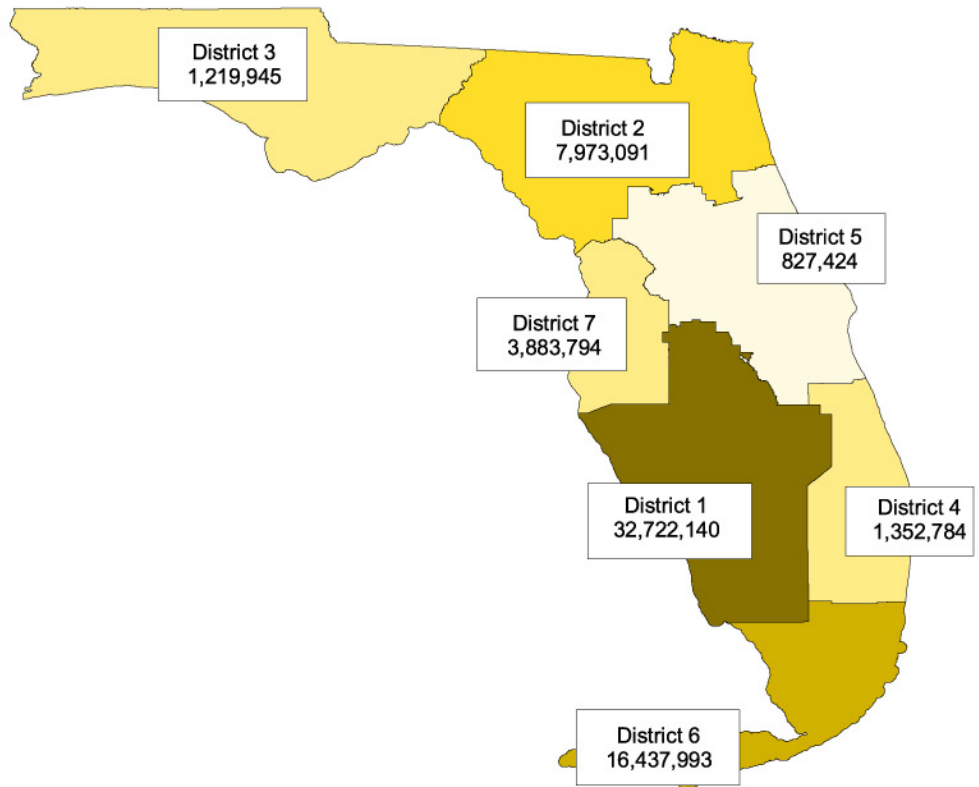 District 3
1,219,945
District 2
7,973,091
District 5
827,424
District 7
3,883,794
District 1
32,722,140
District 4
1,352,784
District 6
16,437,993